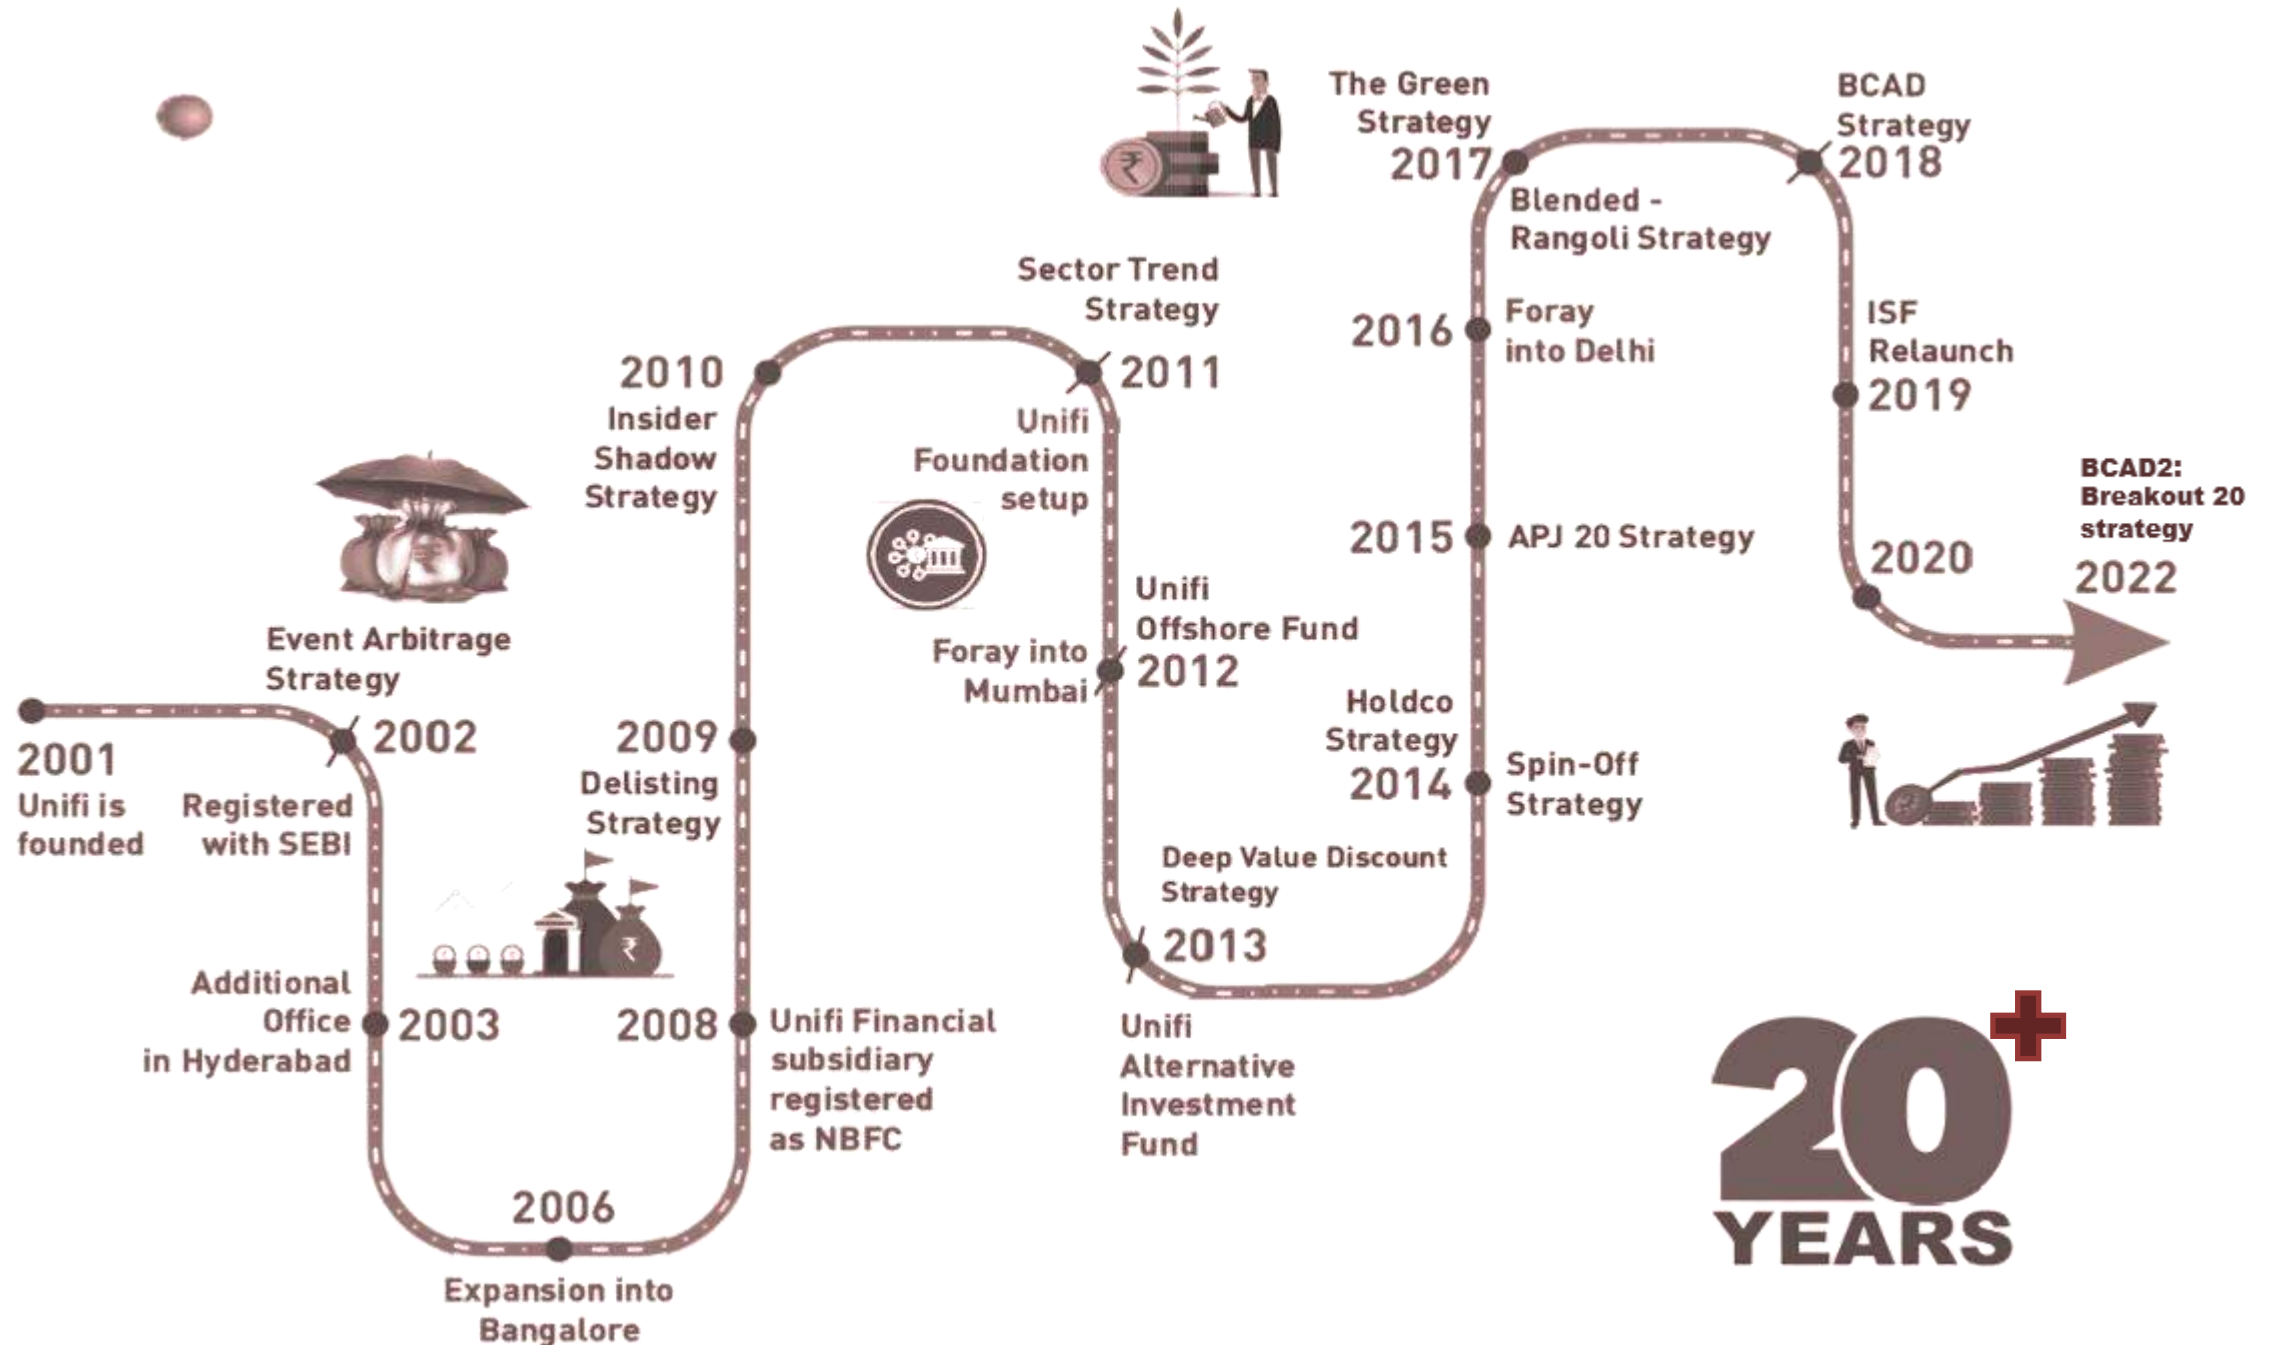 2001
Unifi is
founded
Event Arbitrage
Strategy
2002
Registered
with SEBI
Additional
Office
in Hyderabad
2003
2006
Expansion into
Bangalore
2008
Unifi Financial
subsidiary
registered
as NBFC
2009
Delisting
Strategy
2010
Insider
Shadow
Strategy
Sector Trend
Strategy
2011
Unifi
Foundation
setup
Unifi
Offshore Fund
2012
Foray into
Mumbai
Deep Value Discount
Strategy
2013
Unifi
Alternative
Investment
Fund
Holdco
Strategy
2014
Spin-Off
Strategy
2015
APJ 20 Strategy
2016
Foray
into Delhi
The Green
Strategy
2017
Blended -
Rangoli Strategy
BCAD
Strategy
2018
ISF
Relaunch
2019
2020
BCAD2:
Breakout 20
strategy
2022
₹
₹
20+
YEARS